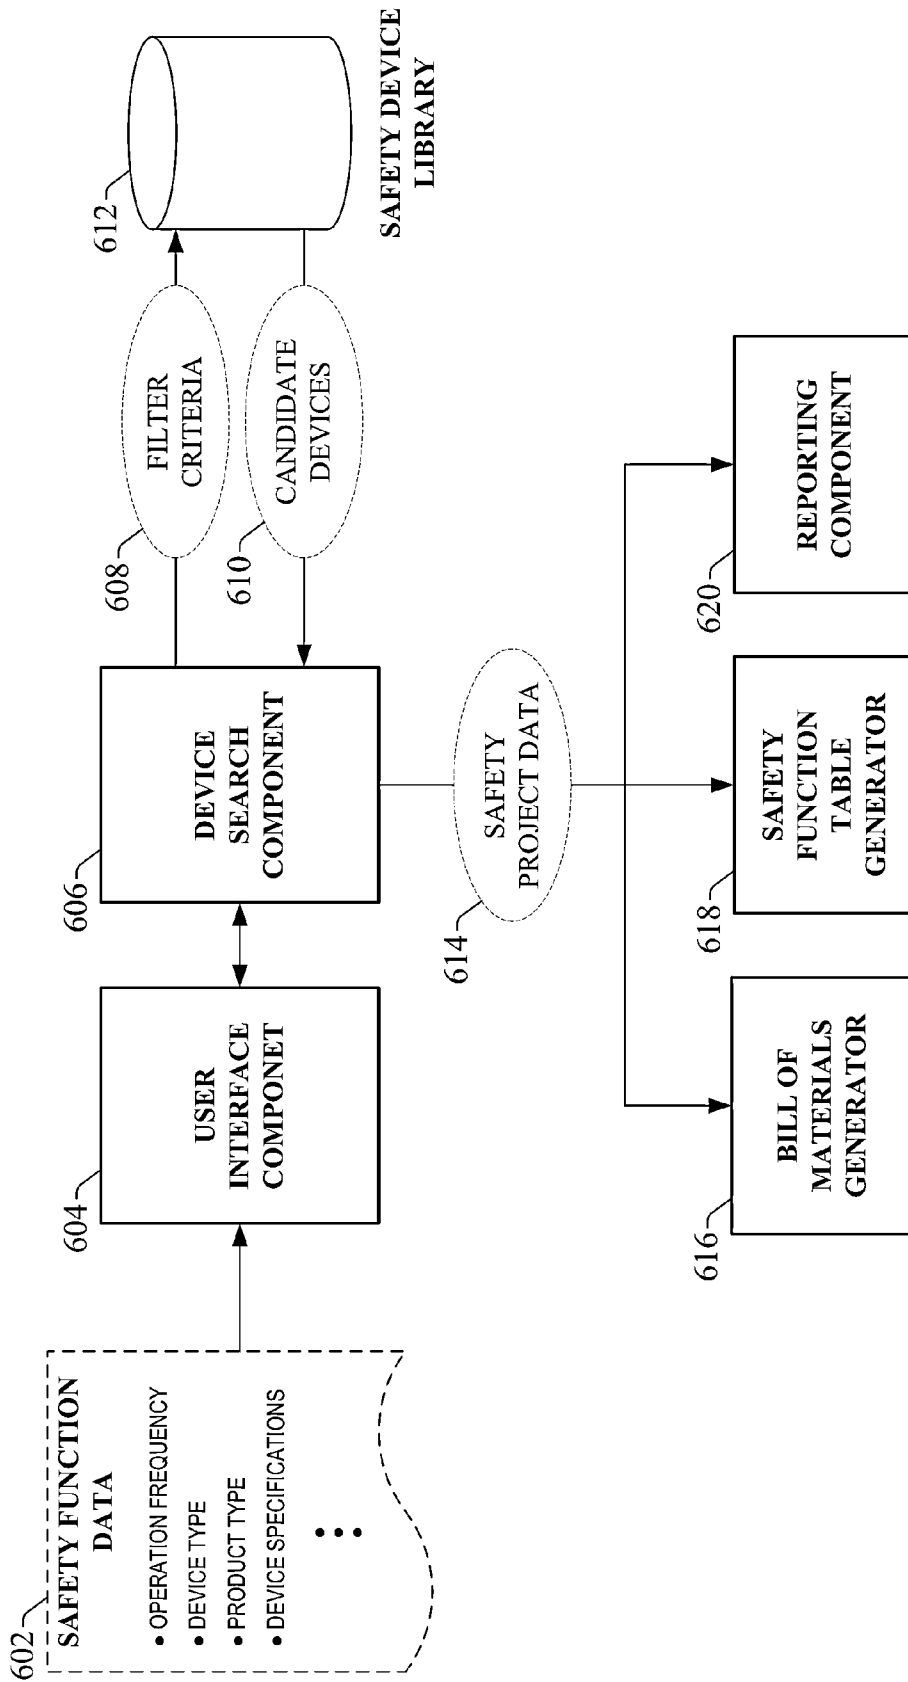 602
SAFETY FUNCTION
DATA
• OPERATION FREQUENCY
• DEVICE TYPE
• PRODUCT TYPE
• DEVICE SPECIFICATIONS
604
USER
INTERFACE
COMPONET
606
DEVICE
SEARCH
COMPONENT
608
FILTER
CRITERIA
610
CANDIDATE
DEVICES
612
SAFETY DEVICE
LIBRARY
614
SAFETY
PROJECT DATA
616
BILL OF
MATERIALS
GENERATOR
618
SAFETY
FUNCTION
TABLE
GENERATOR
620
REPORTING
COMPONENT